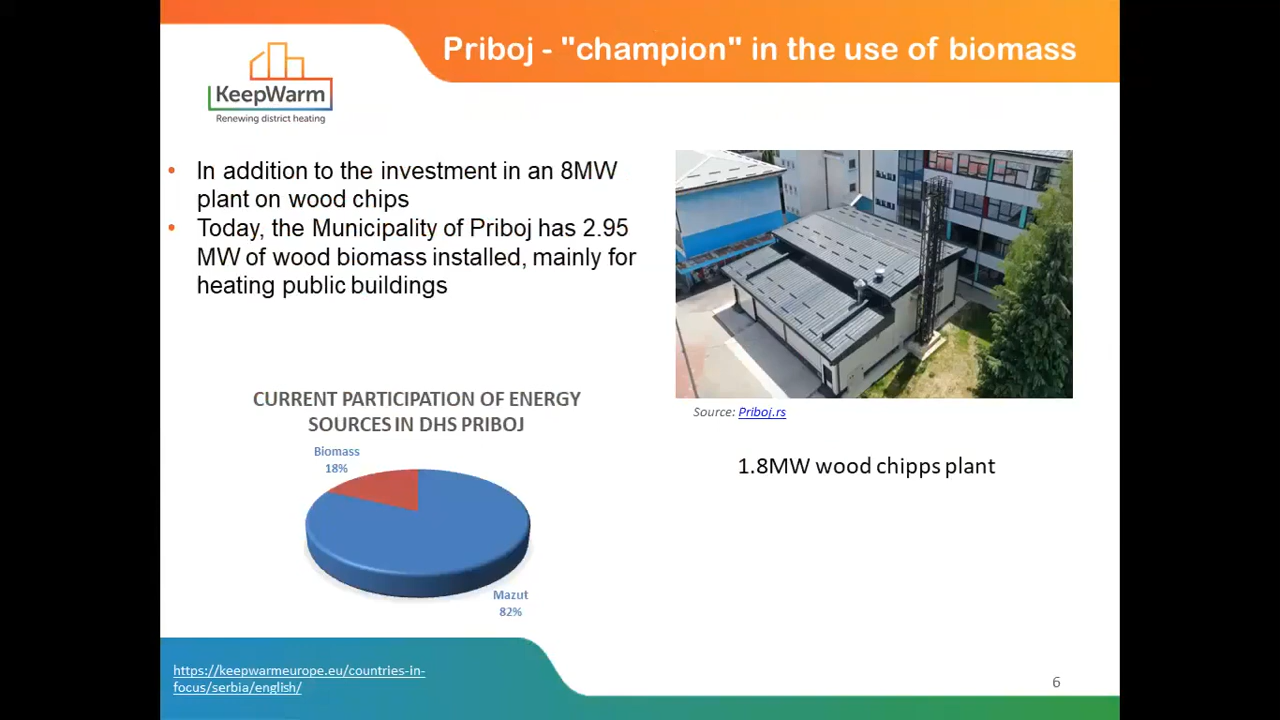 Priboj - "champion" in the use of biomass
KeepWarm
Renewing district heating
• In addition to the investment in an 8MW
plant on wood chips
• Today, the Municipality of Priboj has 2.95
MW of wood biomass installed, mainly for
heating public buildings
Source: Priboj.rs
1.8MW wood chipps plant
CURRENT PARTICIPATION OF ENERGY
SOURCES IN DHS PRIBOJ
Biomass
18%
Mazut
82%
https://keepwarmeurope.eu/countries-in-
focus/serbia/english/
6